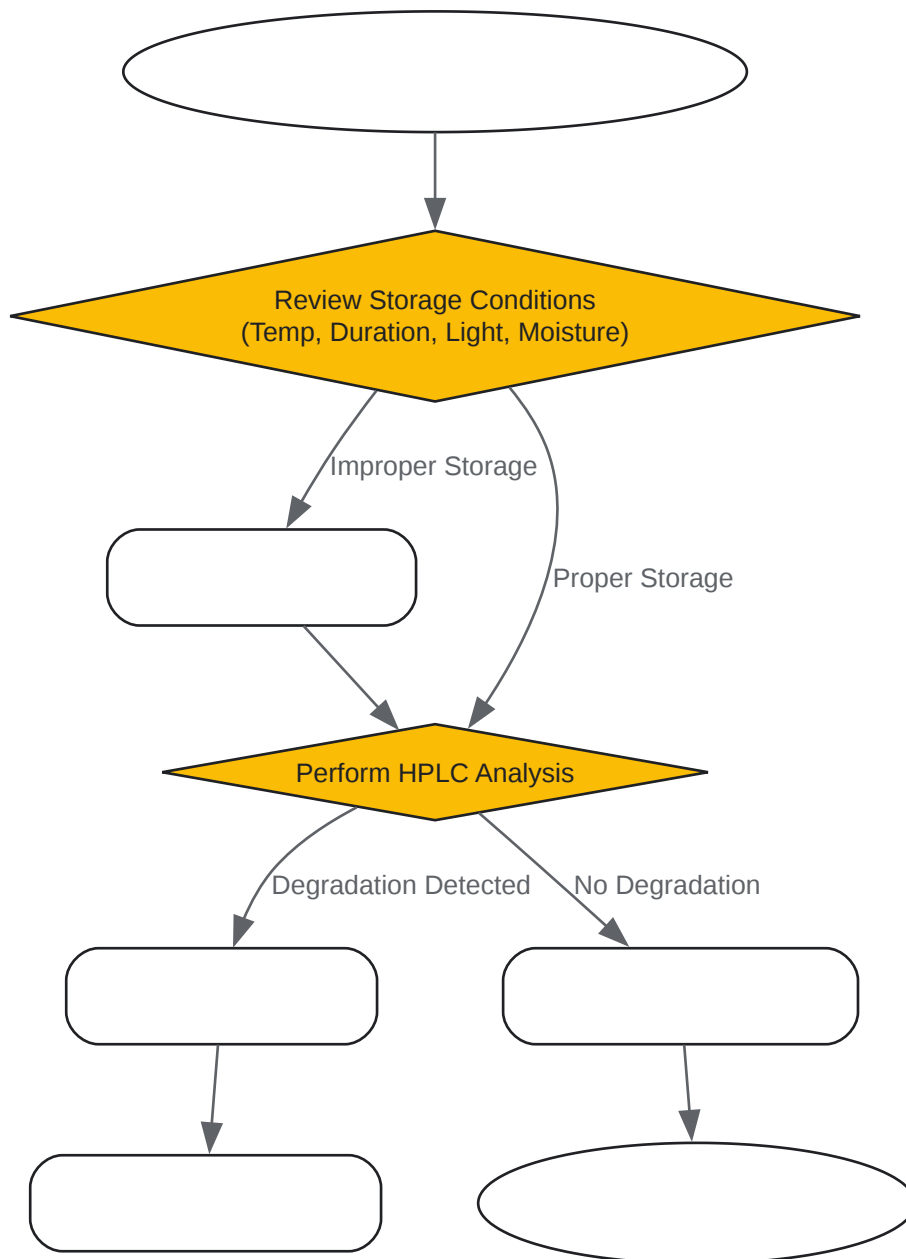 Review Storage Conditions
(Temp, Duration, Light, Moisture)
Improper Storage
Proper Storage
Perform HPLC Analysis
Degradation Detected
No Degradation